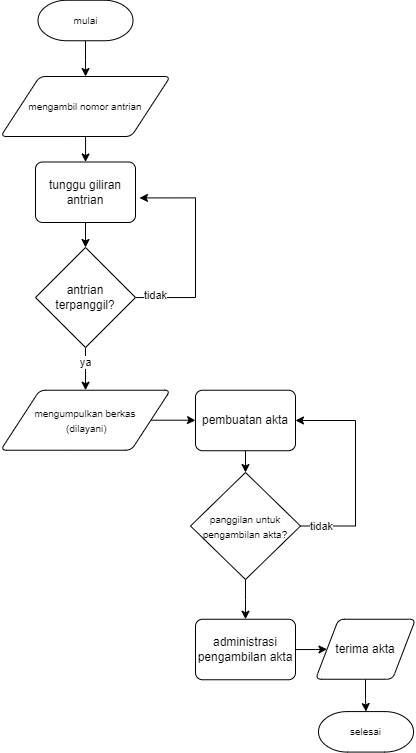 mulai
mengambil nomor antrian
tunggu giliran
antrian
antrian
terpanggil?
tidak
ya
mengumpulkan berkas
(dilayani)
pembuatan akta
panggilan untuk
pengambilan akta?
tidak
administrasi
pengambilan akta
terima akta
selesai